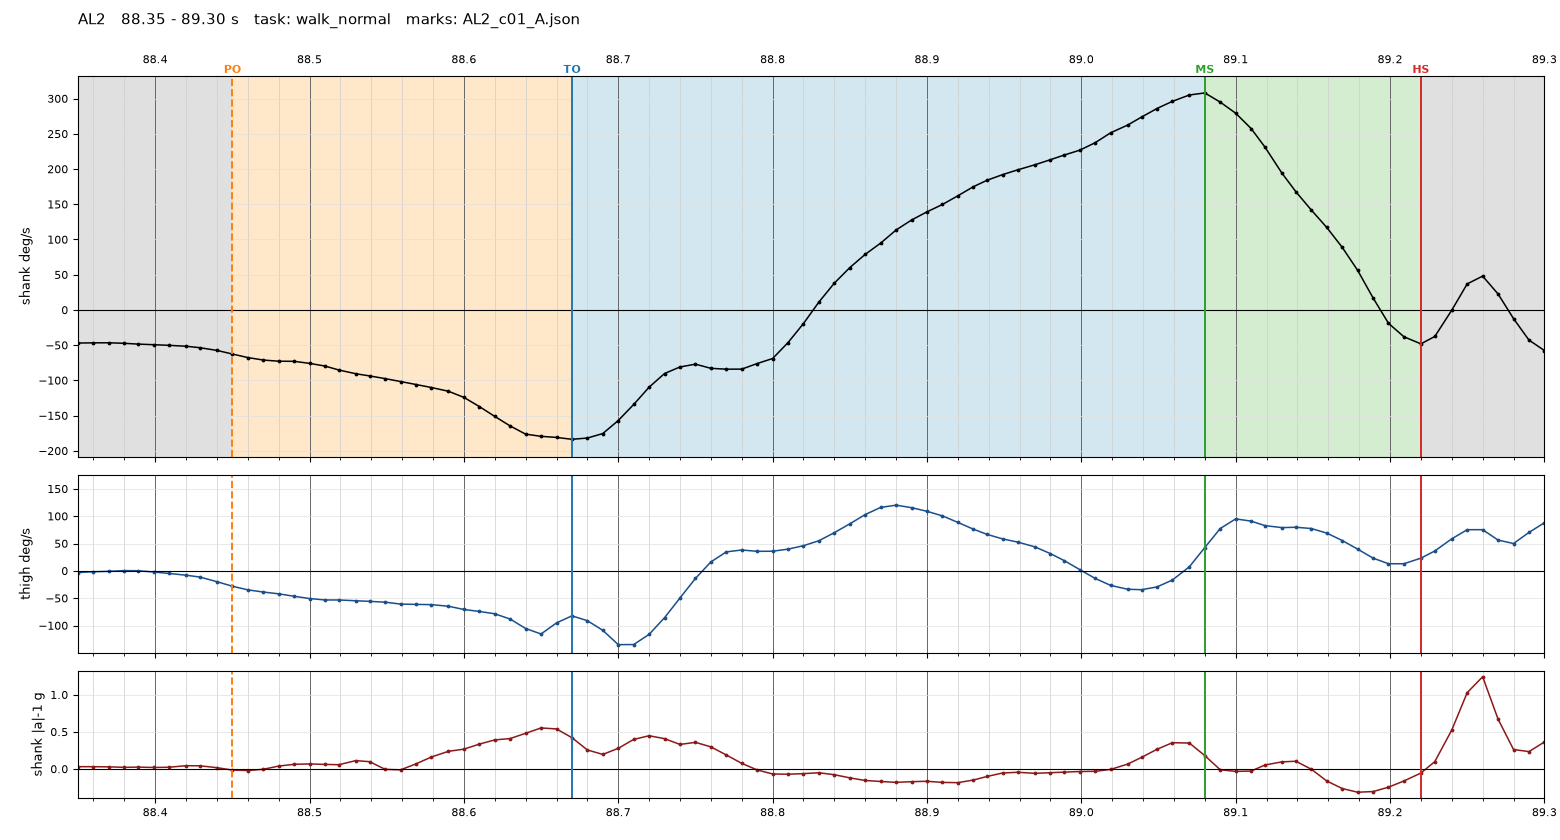 AL2   88.35 - 89.30 s   task: walk_normal   marks: AL2_c01_A.json
88.4 88.5 88.6 88.7 88.8 88.9 89.0 89.1 89.2 89.3
PO TO MS HS
shank deg/s
300
250
200
150
100
50
0
−50
−100
−150
−200
thigh deg/s
150
100
50
0
−50
−100
shank |a|-1 g
1.0
0.5
0.0
88.4 88.5 88.6 88.7 88.8 88.9 89.0 89.1 89.2 89.3